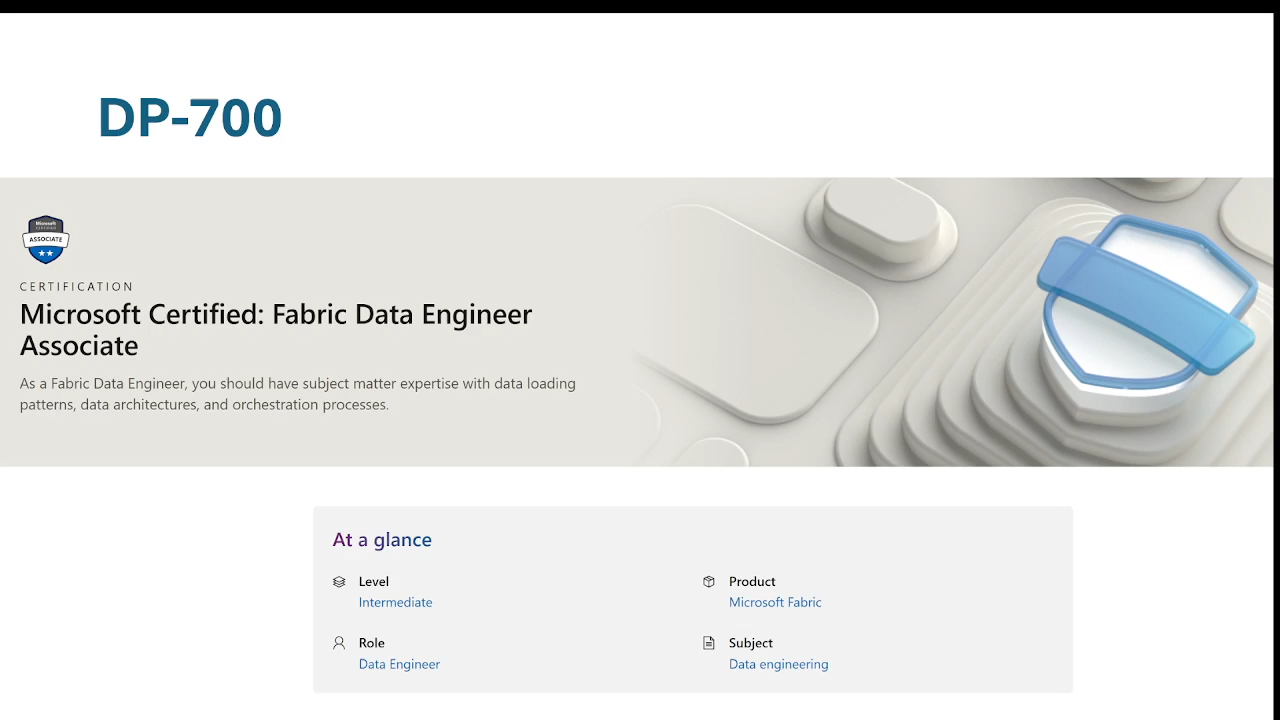 DP-700
Microsoft
CERTIFIED
ASSOCIATE
CERTIFICATION
Microsoft Certified: Fabric Data Engineer
Associate
As a Fabric Data Engineer, you should have subject matter expertise with data loading
patterns, data architectures, and orchestration processes.
At a glance
Level
Intermediate
Product
Microsoft Fabric
Role
Data Engineer
Subject
Data engineering